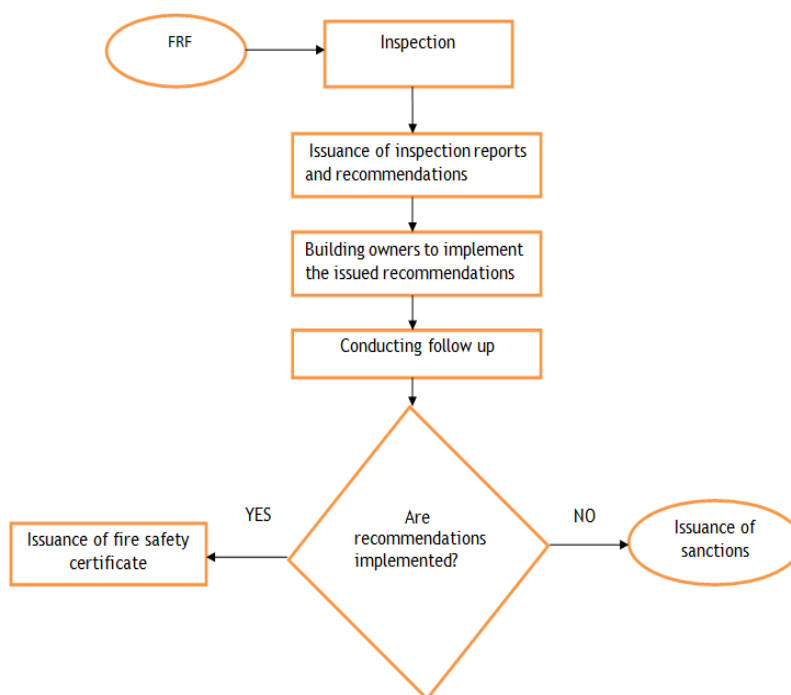 FRF
Inspection
Issuance of inspection reports
and recommendations
Building owners to implement
the issued recommendations
Conducting follow up
Are
recommendations
implemented?
YES
NO
Issuance of fire safety
certificate
Issuance of
sanctions